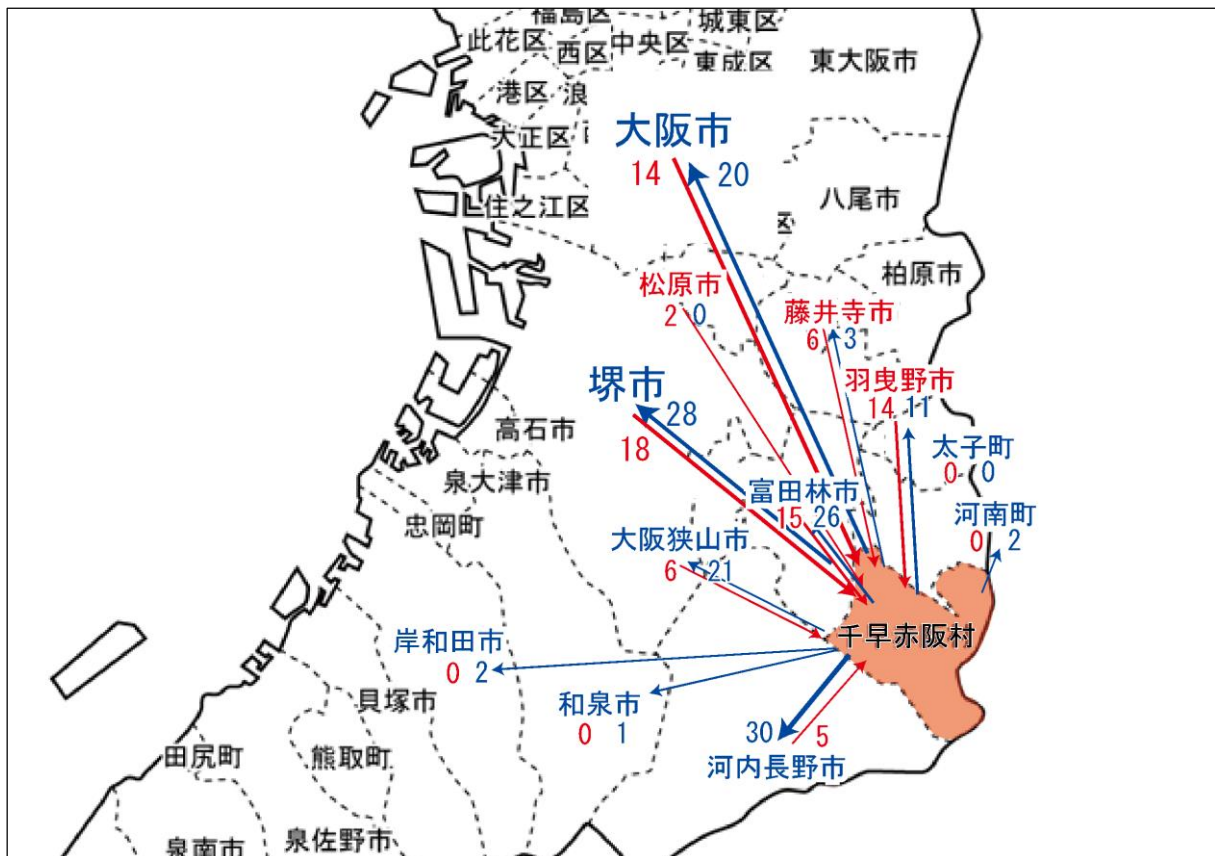 福島区
城東区
此花区
西区
中央区
東成区
東大阪市
港区
浪
大正区
大阪市
14
20
住之江区
区
八尾市
柏原市
松原市
2 0
藤井寺市
6 3
羽曳野市
14 11
堺市
28
18
高石市
太子町
0 0
泉大津市
富田林市
15 26
河南町
0 2
忠岡町
大阪狭山市
6 21
千早赤阪村
岸和田市
0 2
和泉市
0 1
貝塚市
30
5
河内長野市
田尻町
熊取町
泉南市
泉佐野市